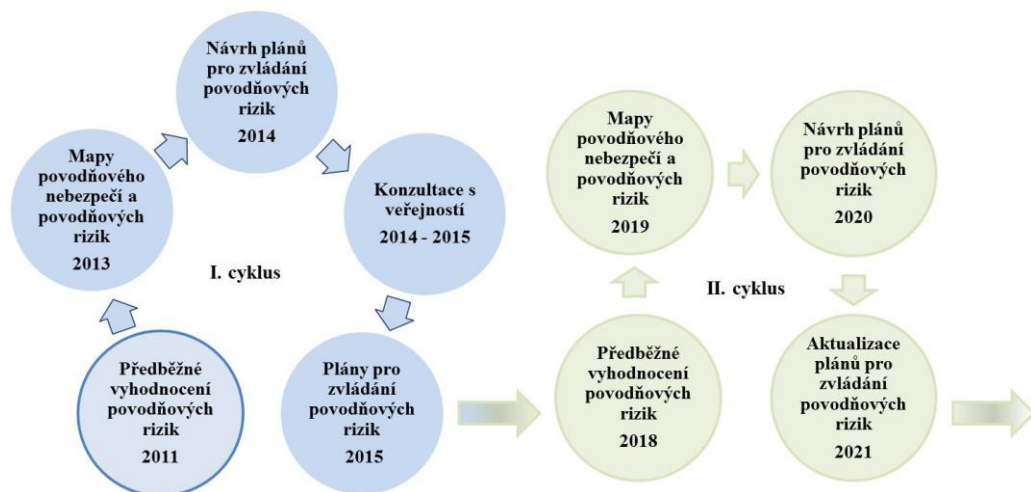 Předběžné
vyhodnocení
povodňových
rizik
2011
Mapy
povodňového
nebezpečí a
povodňových
rizik
2013
Návrh plánů
pro zvládání
povodňových
rizik
2014
Konzultace s
veřejností
2014 - 2015
Plány pro
zvládání
povodňových
rizik
2015
I. cyklus
Předběžné
vyhodnocení
povodňových
rizik
2018
Mapy
povodňového
nebezpečí a
povodňových
rizik
2019
Návrh plánů
pro zvládání
povodňových
rizik
2020
Aktualizace
plánů pro
zvládání
povodňových
rizik
2021
II. cyklus